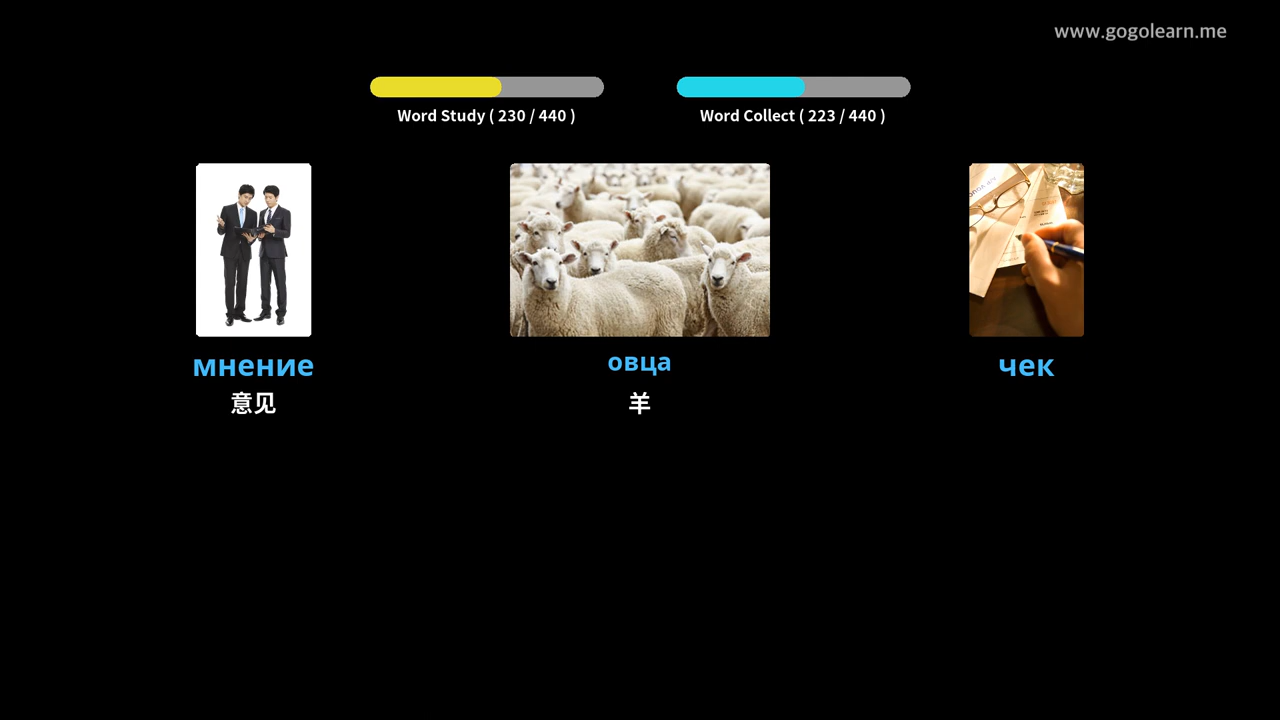 www.gogolearn.me
Word Study ( 230 / 440 )
Word Collect ( 223 / 440 )
мнение
овца
чек
意见
羊